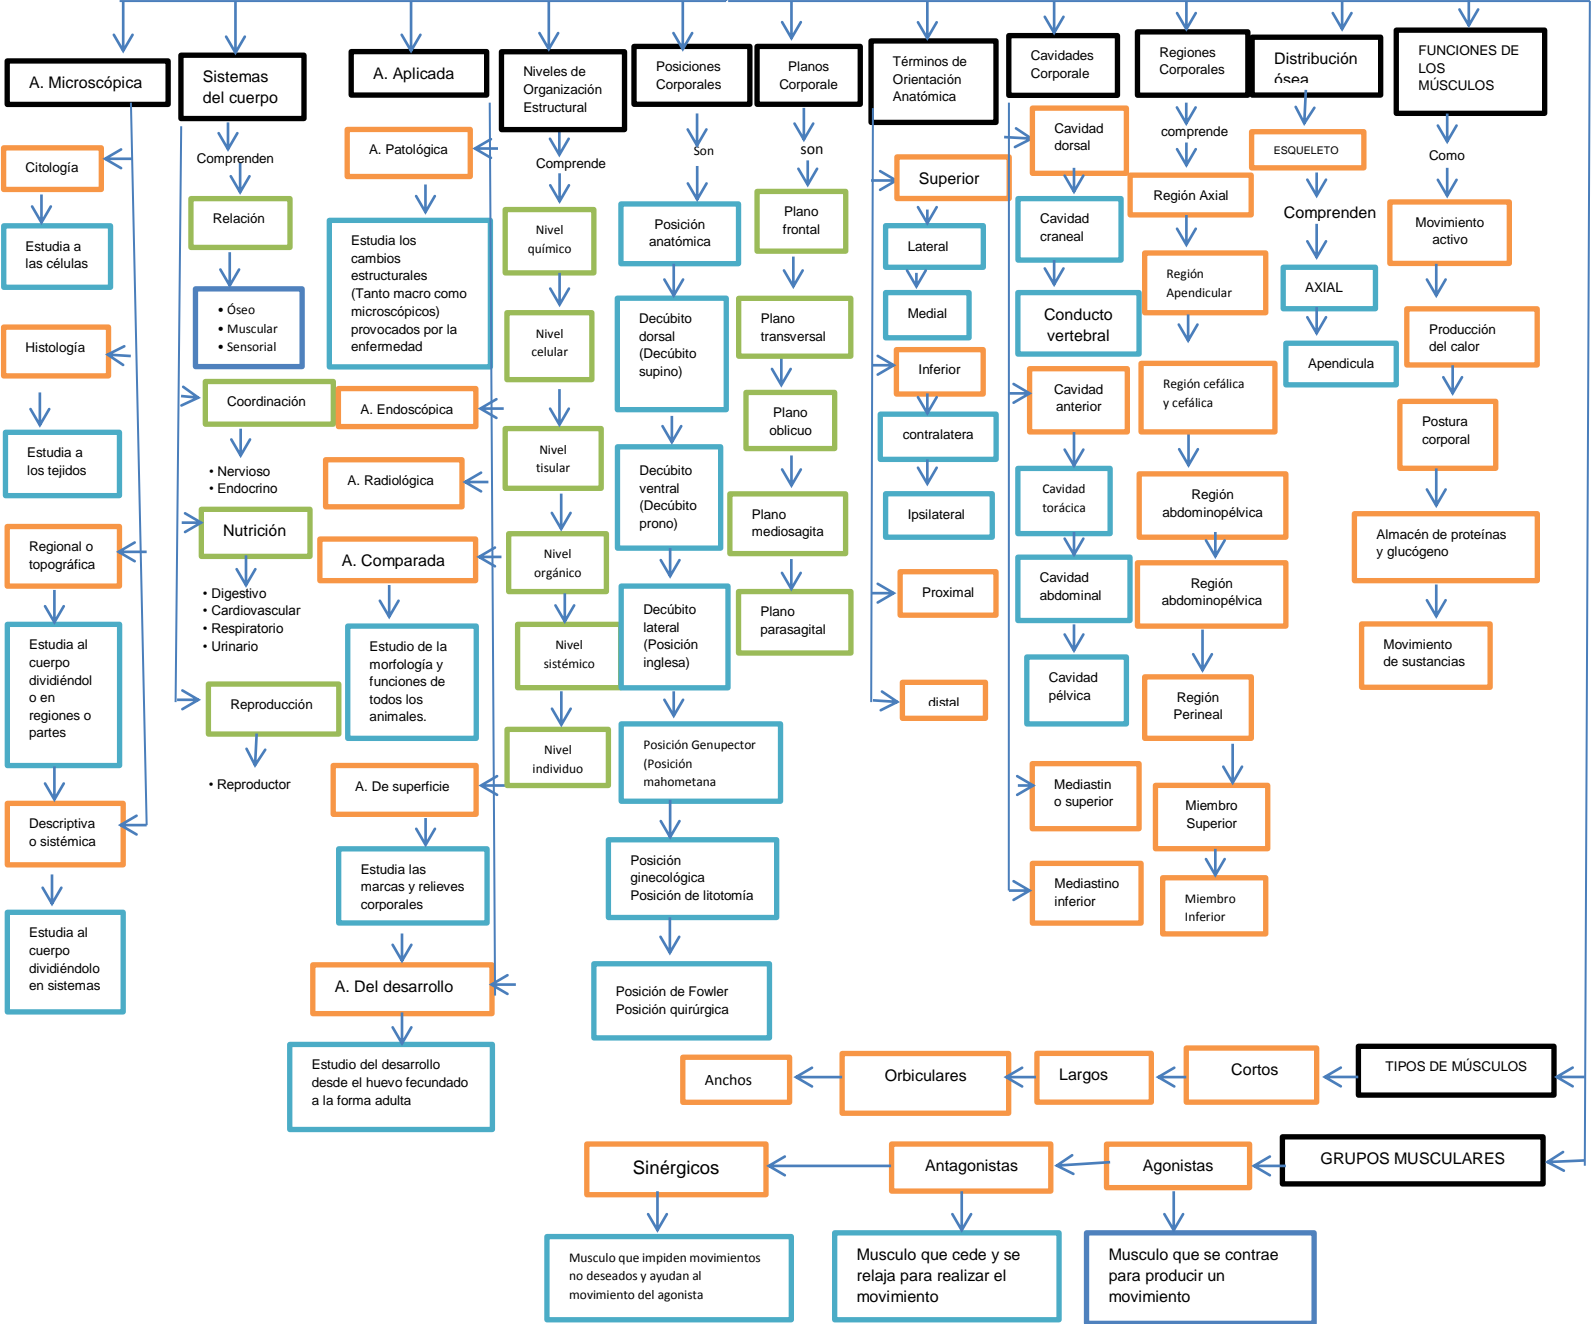 A. Microscópica
Citología
Estudia a
las células
Histología
Estudia a
los tejidos
Regional o
topográfica
Estudia al
cuerpo
dividiéndol
o en
regiones o
partes
Descriptiva
o sistémica
Estudia al
cuerpo
dividiéndolo
en sistemas
Sistemas
del cuerpo
Comprenden
Relación
• Óseo
• Muscular
• Sensorial
Coordinación
• Nervioso
• Endocrino
Nutrición
• Digestivo
• Cardiovascular
• Respiratorio
• Urinario
Reproducción
• Reproductor
A. Aplicada
A. Patológica
Estudia los
cambios
estructurales
(Tanto macro como
microscópicos)
provocados por la
enfermedad
A. Endoscópica
A. Radiológica
A. Comparada
Estudio de la
morfología y
funciones de
todos los
animales.
A. De superficie
Estudia las
marcas y relieves
corporales
A. Del desarrollo
Estudio del desarrollo
desde el huevo fecundado
a la forma adulta
Niveles de
Organización
Estructural
Comprende
Nivel
químico
Nivel
celular
Nivel
tisular
Nivel
orgánico
Nivel
sistémico
Nivel
individuo
Posiciones
Corporales
Son
Posición
anatómica
Decúbito
dorsal
(Decúbito
supino)
Decúbito
ventral
(Decúbito
prono)
Decúbito
lateral
(Posición
inglesa)
Posición Genupector
(Posición
mahometana
Posición
ginecológica
Posición de litotomía
Posición de Fowler
Posición quirúrgica
Planos
Corporale
son
Plano
frontal
Plano
transversal
Plano
oblicuo
Plano
mediosagita
Plano
parasagital
Términos de
Orientación
Anatómica
Superior
Lateral
Medial
Inferior
contralatera
Ipsilateral
Proximal
distal
Cavidades
Corporale
Cavidad
dorsal
Cavidad
craneal
Conducto
vertebral
Cavidad
anterior
Cavidad
torácica
Cavidad
abdominal
Cavidad
pélvica
Mediastin
o superior
Mediastino
inferior
Regiones
Corporales
comprende
Región Axial
Región
Apendicular
Región cefálica
y cefálica
Región
abdominopélvica
Región
abdominopélvica
Región
Perineal
Miembro
Superior
Miembro
Inferior
Distribución
ósea
ESQUELETO
Comprenden
AXIAL
Apendicula
FUNCIONES DE
LOS
MÚSCULOS
Como
Movimiento
activo
Producción
del calor
Postura
corporal
Almacén de proteínas
y glucógeno
Movimiento
de sustancias
TIPOS DE MÚSCULOS
Cortos
Largos
Orbiculares
Anchos
GRUPOS MUSCULARES
Agonistas
Musculo que se contrae
para producir un
movimiento
Antagonistas
Musculo que cede y se
relaja para realizar el
movimiento
Sinérgicos
Musculo que impiden movimientos
no deseados y ayudan al
movimiento del agonista